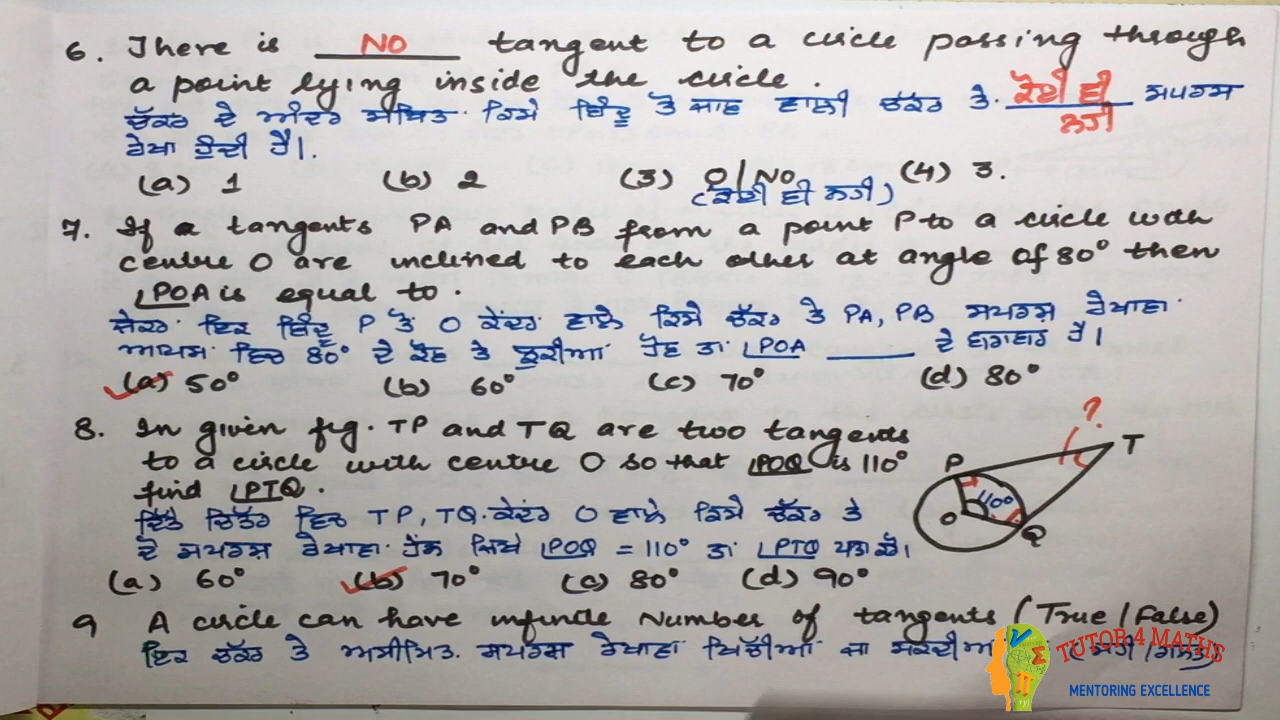 6. There is NO tangent to a circle passing through
a point lying inside the circle.
ਚੱਕਰ ਦੇ ਅੰਦਰ ਸਥਿਤ ਕਿਸੇ ਬਿੰਦੂ ਤੋਂ ਜਾਣ ਵਾਲੀ ਚੱਕਰ ਤੇ ਕੋਈ ਵੀ ਨਹੀਂ ਸਪਰਸ਼
ਰੇਖਾ ਹੁੰਦੀ ਹੈ।
(a) 1 (b) 2 (3) 0/No (4) 3.
(ਕੋਈ ਵੀ ਨਹੀਂ)
7. If a tangents PA and PB from a point P to a circle with
centre O are inclined to each other at angle of 80° then
∠POA is equal to.
ਜੇਕਰ ਇਕ ਬਿੰਦੂ P ਤੋਂ O ਕੇਂਦਰ ਵਾਲੇ ਕਿਸੇ ਚੱਕਰ ਤੇ PA, PB ਸਪਰਸ਼ ਰੇਖਾਵਾਂ
ਆਪਸ ਵਿਚ 80° ਦੇ ਕੋਣ ਤੇ ਝੁਕੀਆਂ ਹੋਣ ਤਾਂ ∠POA ______ ਦੇ ਬਰਾਬਰ ਹੈ।
(a) 50° (b) 60° (c) 70° (d) 80°
8. In given fig. TP and TQ are two tangents
to a circle with centre O so that ∠POQ is 110°
find ∠PTQ.
ਦਿੱਤੇ ਚਿੱਤਰ ਵਿਚ TP, TQ ਕੇਂਦਰ O ਵਾਲੇ ਕਿਸੇ ਚੱਕਰ ਤੇ
ਦੋ ਸਪਰਸ਼ ਰੇਖਾਵਾਂ ਹਨ ਜਿਥੇ ∠POQ = 110° ਤਾਂ ∠PTQ ਪਤਾ ਕਰੋ।
?
T
P
O
110°
Q
(a) 60° (b) 70° (c) 80° (d) 90°
9 A circle can have infinite Number of tangents (True/False)
ਇਕ ਚੱਕਰ ਤੇ ਅਸੀਮਿਤ ਸਪਰਸ਼ ਰੇਖਾਵਾਂ ਖਿੱਚੀਆਂ ਜਾ ਸਕਦੀਆਂ (ਸਹੀ/ਗਲਤ)
TUTOR 4 MATHS
MENTORING EXCELLENCE